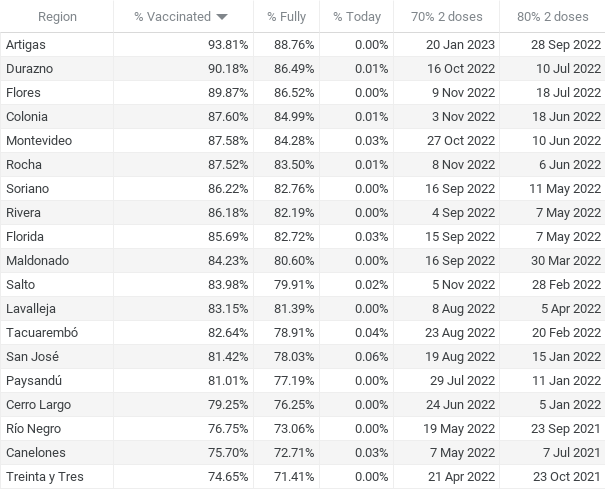 Region % Vaccinated % Fully % Today 70% 2 doses 80% 2 doses
Artigas 93.81% 88.76% 0.00% 20 Jan 2023 28 Sep 2022
Durazno 90.18% 86.49% 0.01% 16 Oct 2022 10 Jul 2022
Flores 89.87% 86.52% 0.00% 9 Nov 2022 18 Jul 2022
Colonia 87.60% 84.99% 0.01% 3 Nov 2022 18 Jun 2022
Montevideo 87.58% 84.28% 0.03% 27 Oct 2022 10 Jun 2022
Rocha 87.52% 83.50% 0.01% 8 Nov 2022 6 Jun 2022
Soriano 86.22% 82.76% 0.00% 16 Sep 2022 11 May 2022
Rivera 86.18% 82.19% 0.00% 4 Sep 2022 7 May 2022
Florida 85.69% 82.72% 0.03% 15 Sep 2022 7 May 2022
Maldonado 84.23% 80.60% 0.00% 16 Sep 2022 30 Mar 2022
Salto 83.98% 79.91% 0.02% 5 Nov 2022 28 Feb 2022
Lavalleja 83.15% 81.39% 0.00% 8 Aug 2022 5 Apr 2022
Tacuarembó 82.64% 78.91% 0.04% 23 Aug 2022 20 Feb 2022
San José 81.42% 78.03% 0.06% 19 Aug 2022 15 Jan 2022
Paysandú 81.01% 77.19% 0.00% 29 Jul 2022 11 Jan 2022
Cerro Largo 79.25% 76.25% 0.00% 24 Jun 2022 5 Jan 2022
Río Negro 76.75% 73.06% 0.00% 19 May 2022 23 Sep 2021
Canelones 75.70% 72.71% 0.03% 7 May 2022 7 Jul 2021
Treinta y Tres 74.65% 71.41% 0.00% 21 Apr 2022 23 Oct 2021